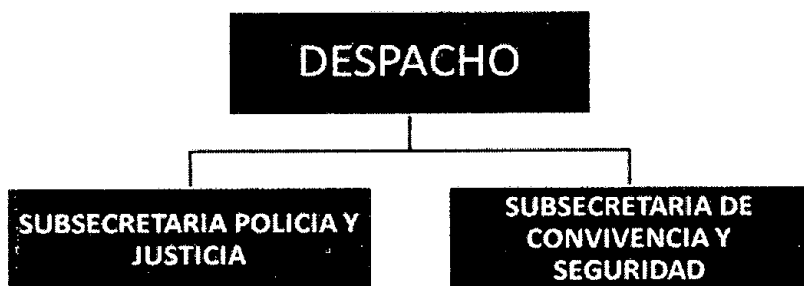 DESPACHO
SUBSECRETARIA POLICIA Y
JUSTICIA
SUBSECRETARIA DE
CONVIVENCIA Y
SEGURIDAD